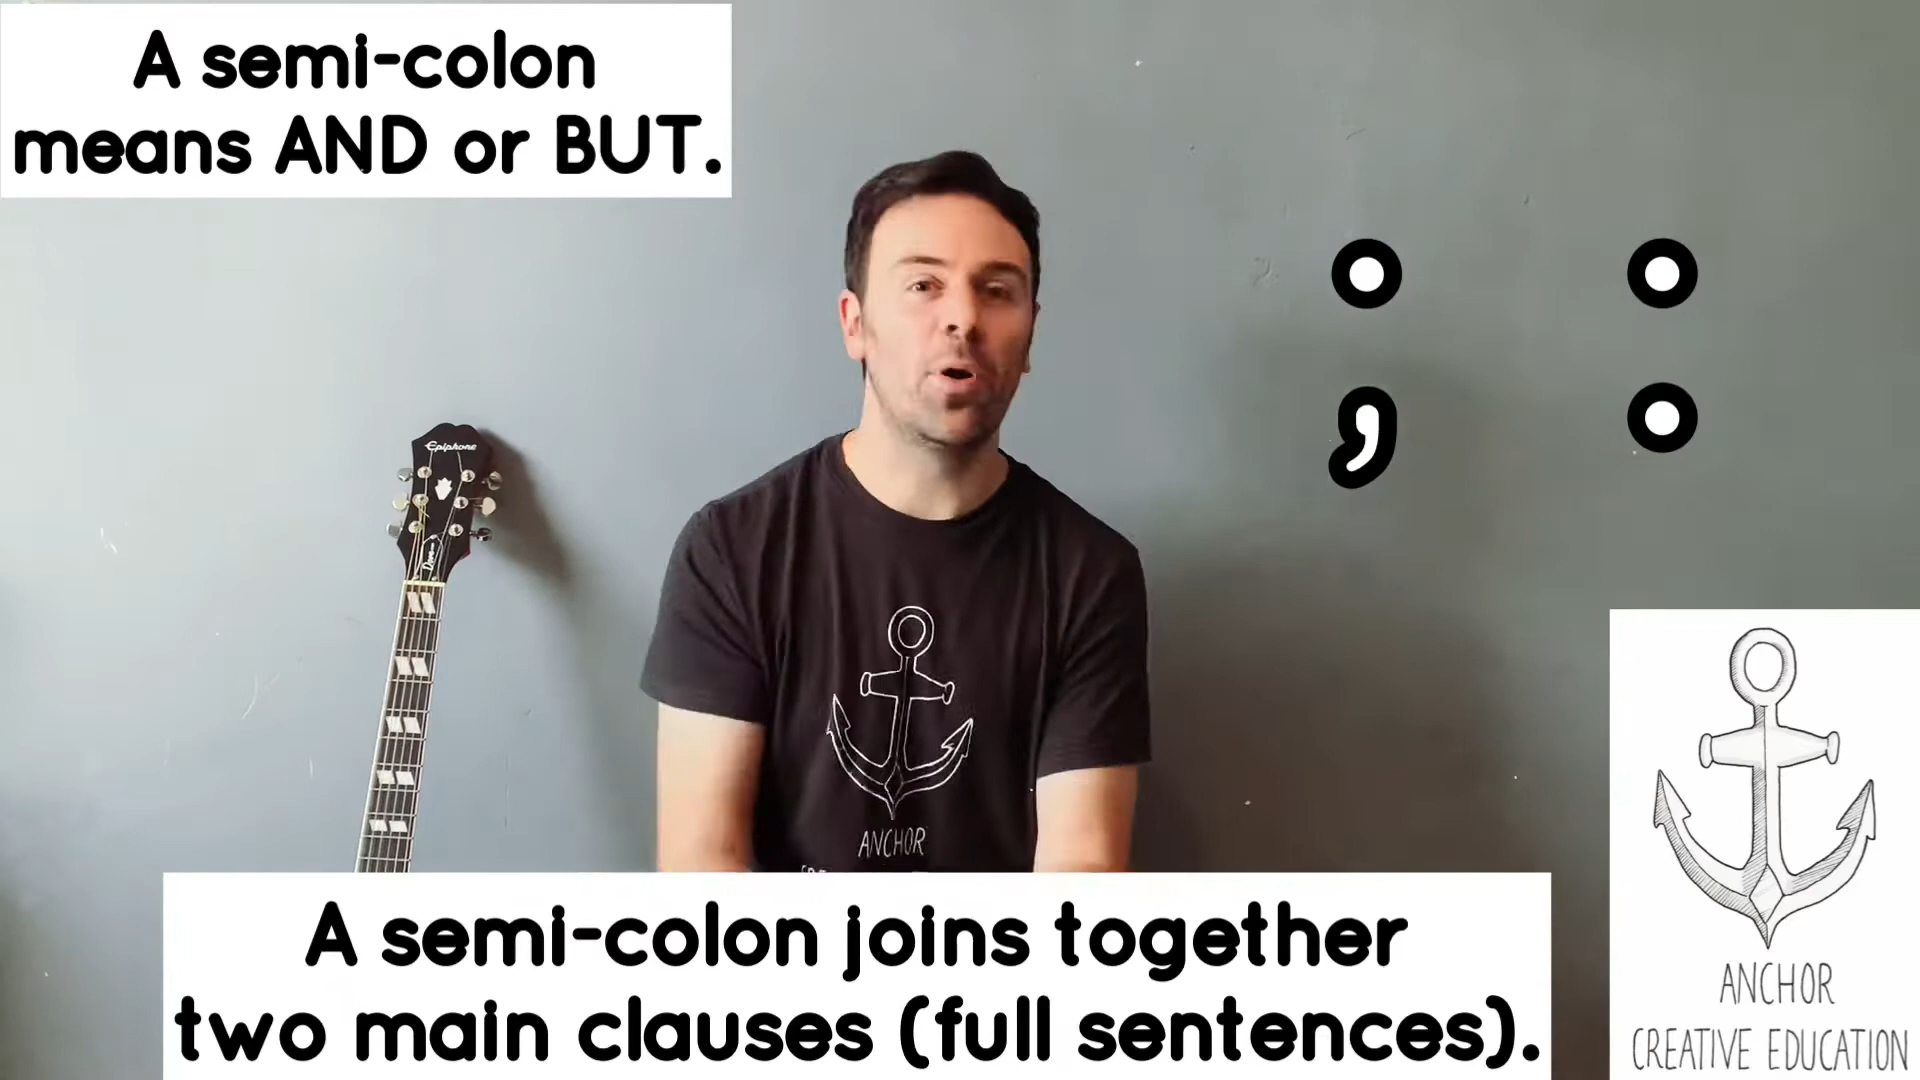 A semi-colon
means AND or BUT.
; :
Epiphone
Dove
ANCHOR
A semi-colon joins together
two main clauses (full sentences).
ANCHOR
CREATIVE EDUCATION